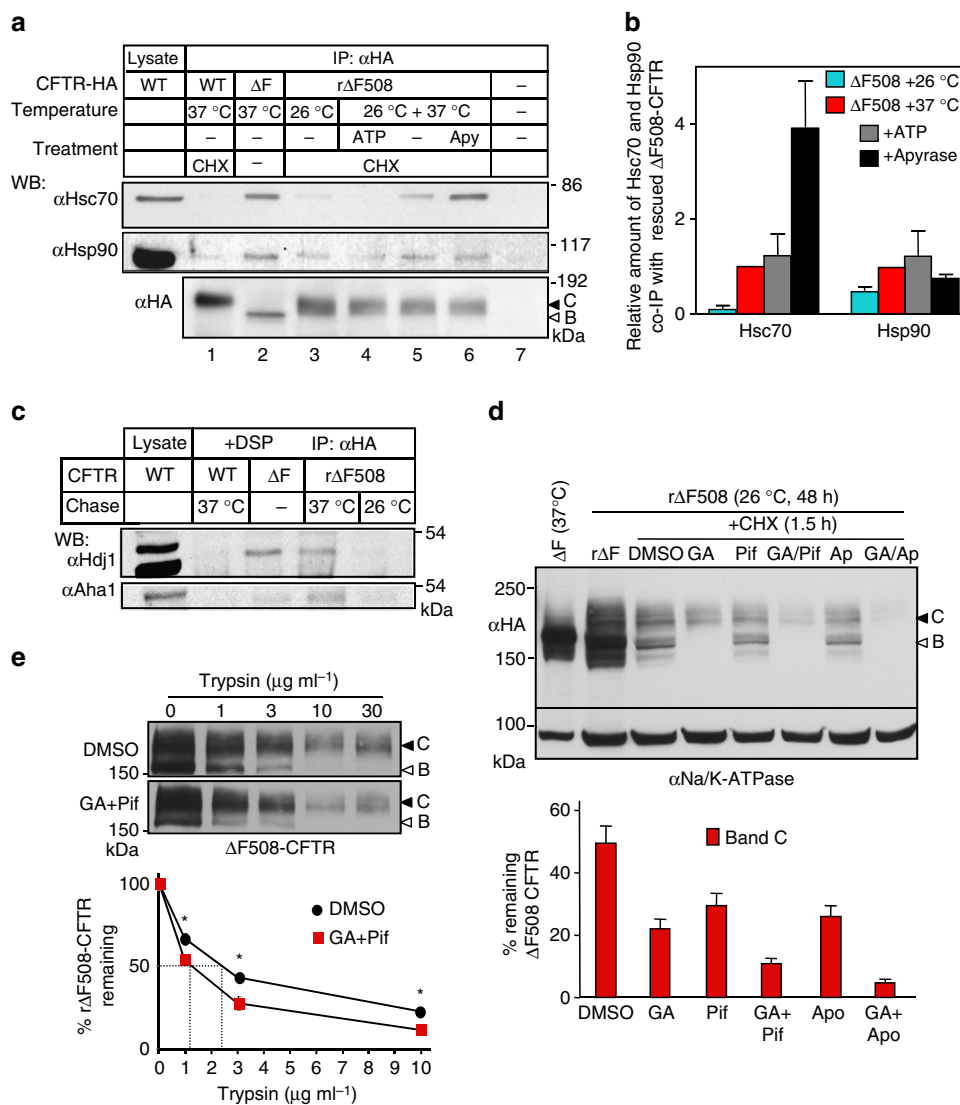 a
Lysate IP: αHA
CFTR-HA WT WT ΔF rΔF508 –
Temperature 37 °C 37 °C 26 °C 26 °C + 37 °C –
Treatment – – – ATP – Apy –
CHX – CHX
WB:
αHsc70 -86
αHsp90 -117
-192
αHA C
B
kDa
1 2 3 4 5 6 7
b
Relative amount of Hsc70 and Hsp90
co-IP with rescued ΔF508-CFTR
4
2
0
ΔF508 +26 °C
ΔF508 +37 °C
+ATP
+Apyrase
Hsc70 Hsp90
c
Lysate +DSP IP: αHA
CFTR WT WT ΔF rΔF508
Chase 37 °C – 37 °C 26 °C
WB:
αHdj1 54
αAha1 54
kDa
d
rΔF508 (26 °C, 48 h)
+CHX (1.5 h)
ΔF (37°C) rΔF DMSO GA Pif GA/Pif Ap GA/Ap
250
αHA C
B
150
100
kDa
αNa/K-ATPase
% remaining
ΔF508 CFTR
60
40
20
0
Band C
DMSO GA Pif GA+ Pif Apo GA+ Apo
e
Trypsin (μg ml⁻¹)
0 1 3 10 30
DMSO C
150 B
GA+Pif C
150 B
kDa
ΔF508-CFTR
% rΔF508-CFTR
remaining
100
50
0
* * *
DMSO
GA+Pif
0 1 2 3 4 5 6 7 8 9 10
Trypsin (μg ml⁻¹)